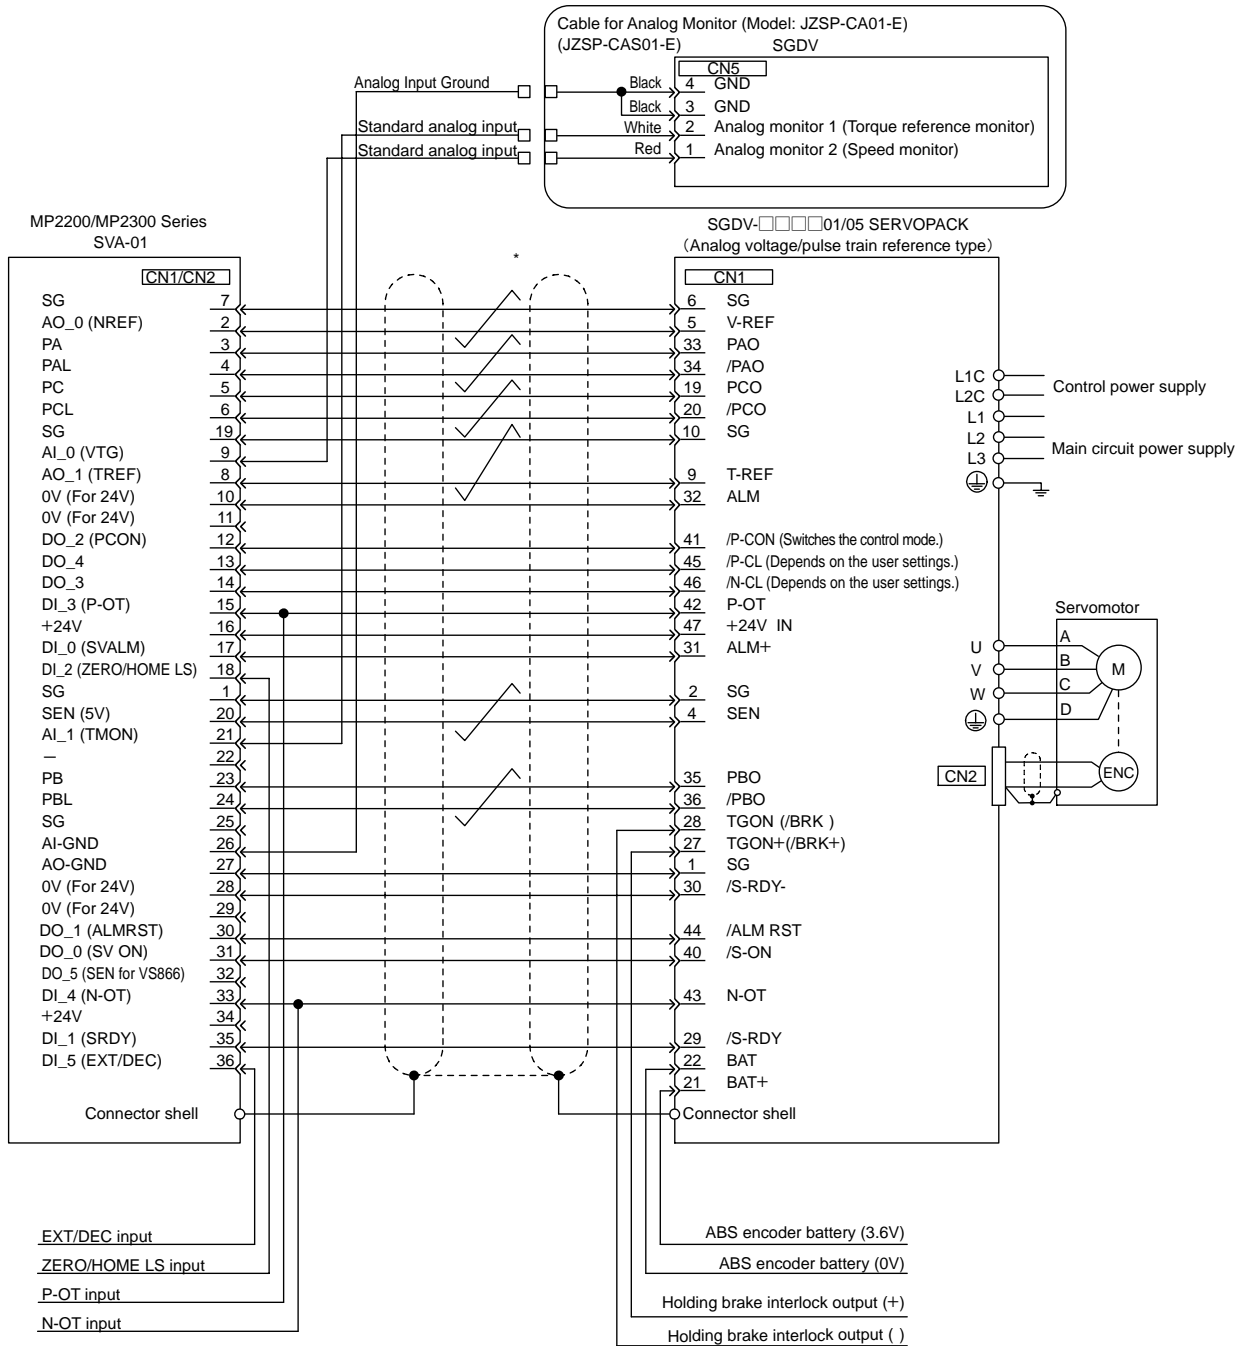 Cable for Analog Monitor (Model: JZSP-CA01-E)
(JZSP-CAS01-E)
SGDV
CN5
Analog Input Ground
Black
4 GND
Black
3 GND
Standard analog input
White
2 Analog monitor 1 (Torque reference monitor)
Standard analog input
Red
1 Analog monitor 2 (Speed monitor)
MP2200/MP2300 Series
SVA-01
CN1/CN2
SG 7
AO_0 (NREF) 2
PA 3
PAL 4
PC 5
PCL 6
SG 19
AI_0 (VTG) 9
AO_1 (TREF) 8
0V (For 24V) 10
0V (For 24V) 11
DO_2 (PCON) 12
DO_4 13
DO_3 14
DI_3 (P-OT) 15
+24V 16
DI_0 (SVALM) 17
DI_2 (ZERO/HOME LS) 18
SG 1
SEN (5V) 20
AI_1 (TMON) 21
— 22
PB 23
PBL 24
SG 25
AI-GND 26
AO-GND 27
0V (For 24V) 28
0V (For 24V) 29
DO_1 (ALMRST) 30
DO_0 (SV ON) 31
DO_5 (SEN for VS866) 32
DI_4 (N-OT) 33
+24V 34
DI_1 (SRDY) 35
DI_5 (EXT/DEC) 36
Connector shell
*
SGDV-□□□□01/05 SERVOPACK
(Analog voltage/pulse train reference type)
CN1
6 SG
5 V-REF
33 PAO
34 /PAO
19 PCO
20 /PCO
10 SG
9 T-REF
32 ALM
41 /P-CON (Switches the control mode.)
45 /P-CL (Depends on the user settings.)
46 /N-CL (Depends on the user settings.)
42 P-OT
47 +24V IN
31 ALM+
2 SG
4 SEN
35 PBO
36 /PBO
28 TGON (/BRK )
27 TGON+(/BRK+)
1 SG
30 /S-RDY-
44 /ALM RST
40 /S-ON
43 N-OT
29 /S-RDY
22 BAT
21 BAT+
Connector shell
L1C
L2C
Control power supply
L1
L2
L3
Main circuit power supply
Servomotor
U
A
V
B
W
C
D
M
CN2
ENC
EXT/DEC input
ZERO/HOME LS input
P-OT input
N-OT input
ABS encoder battery (3.6V)
ABS encoder battery (0V)
Holding brake interlock output (+)
Holding brake interlock output ( )